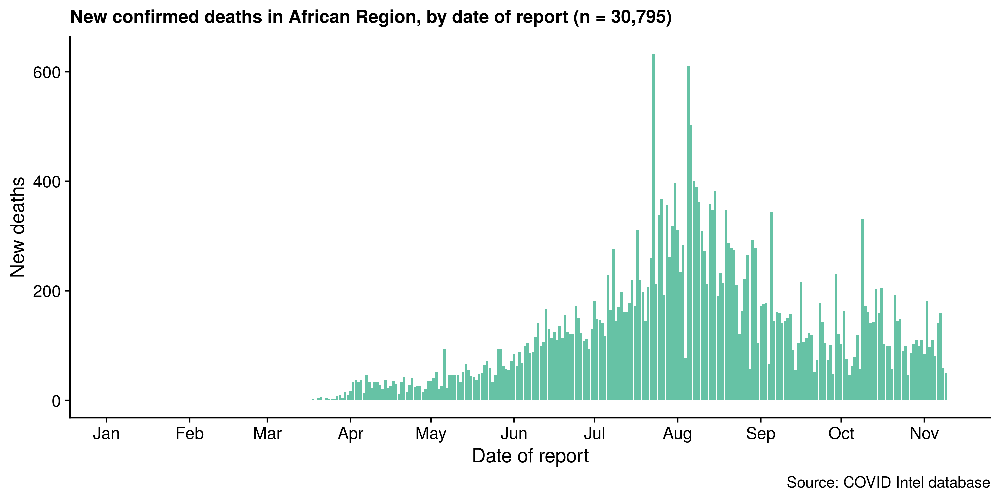 New confirmed deaths in African Region, by date of report (n = 30,795)
New deaths
600
400
200
0
Jan Feb Mar Apr May Jun Jul Aug Sep Oct Nov
Date of report
Source: COVID Intel database